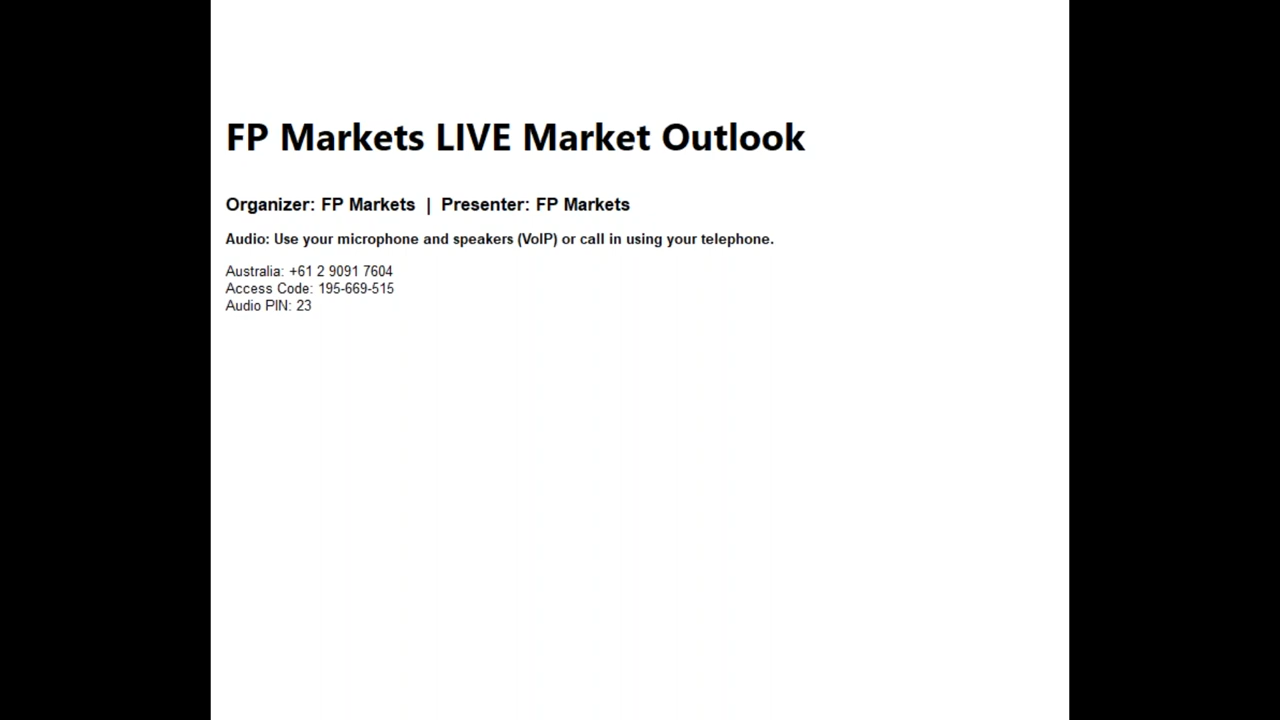 FP Markets LIVE Market Outlook
Organizer: FP Markets | Presenter: FP Markets
Audio: Use your microphone and speakers (VoIP) or call in using your telephone.
Australia: +61 2 9091 7604
Access Code: 195-669-515
Audio PIN: 23